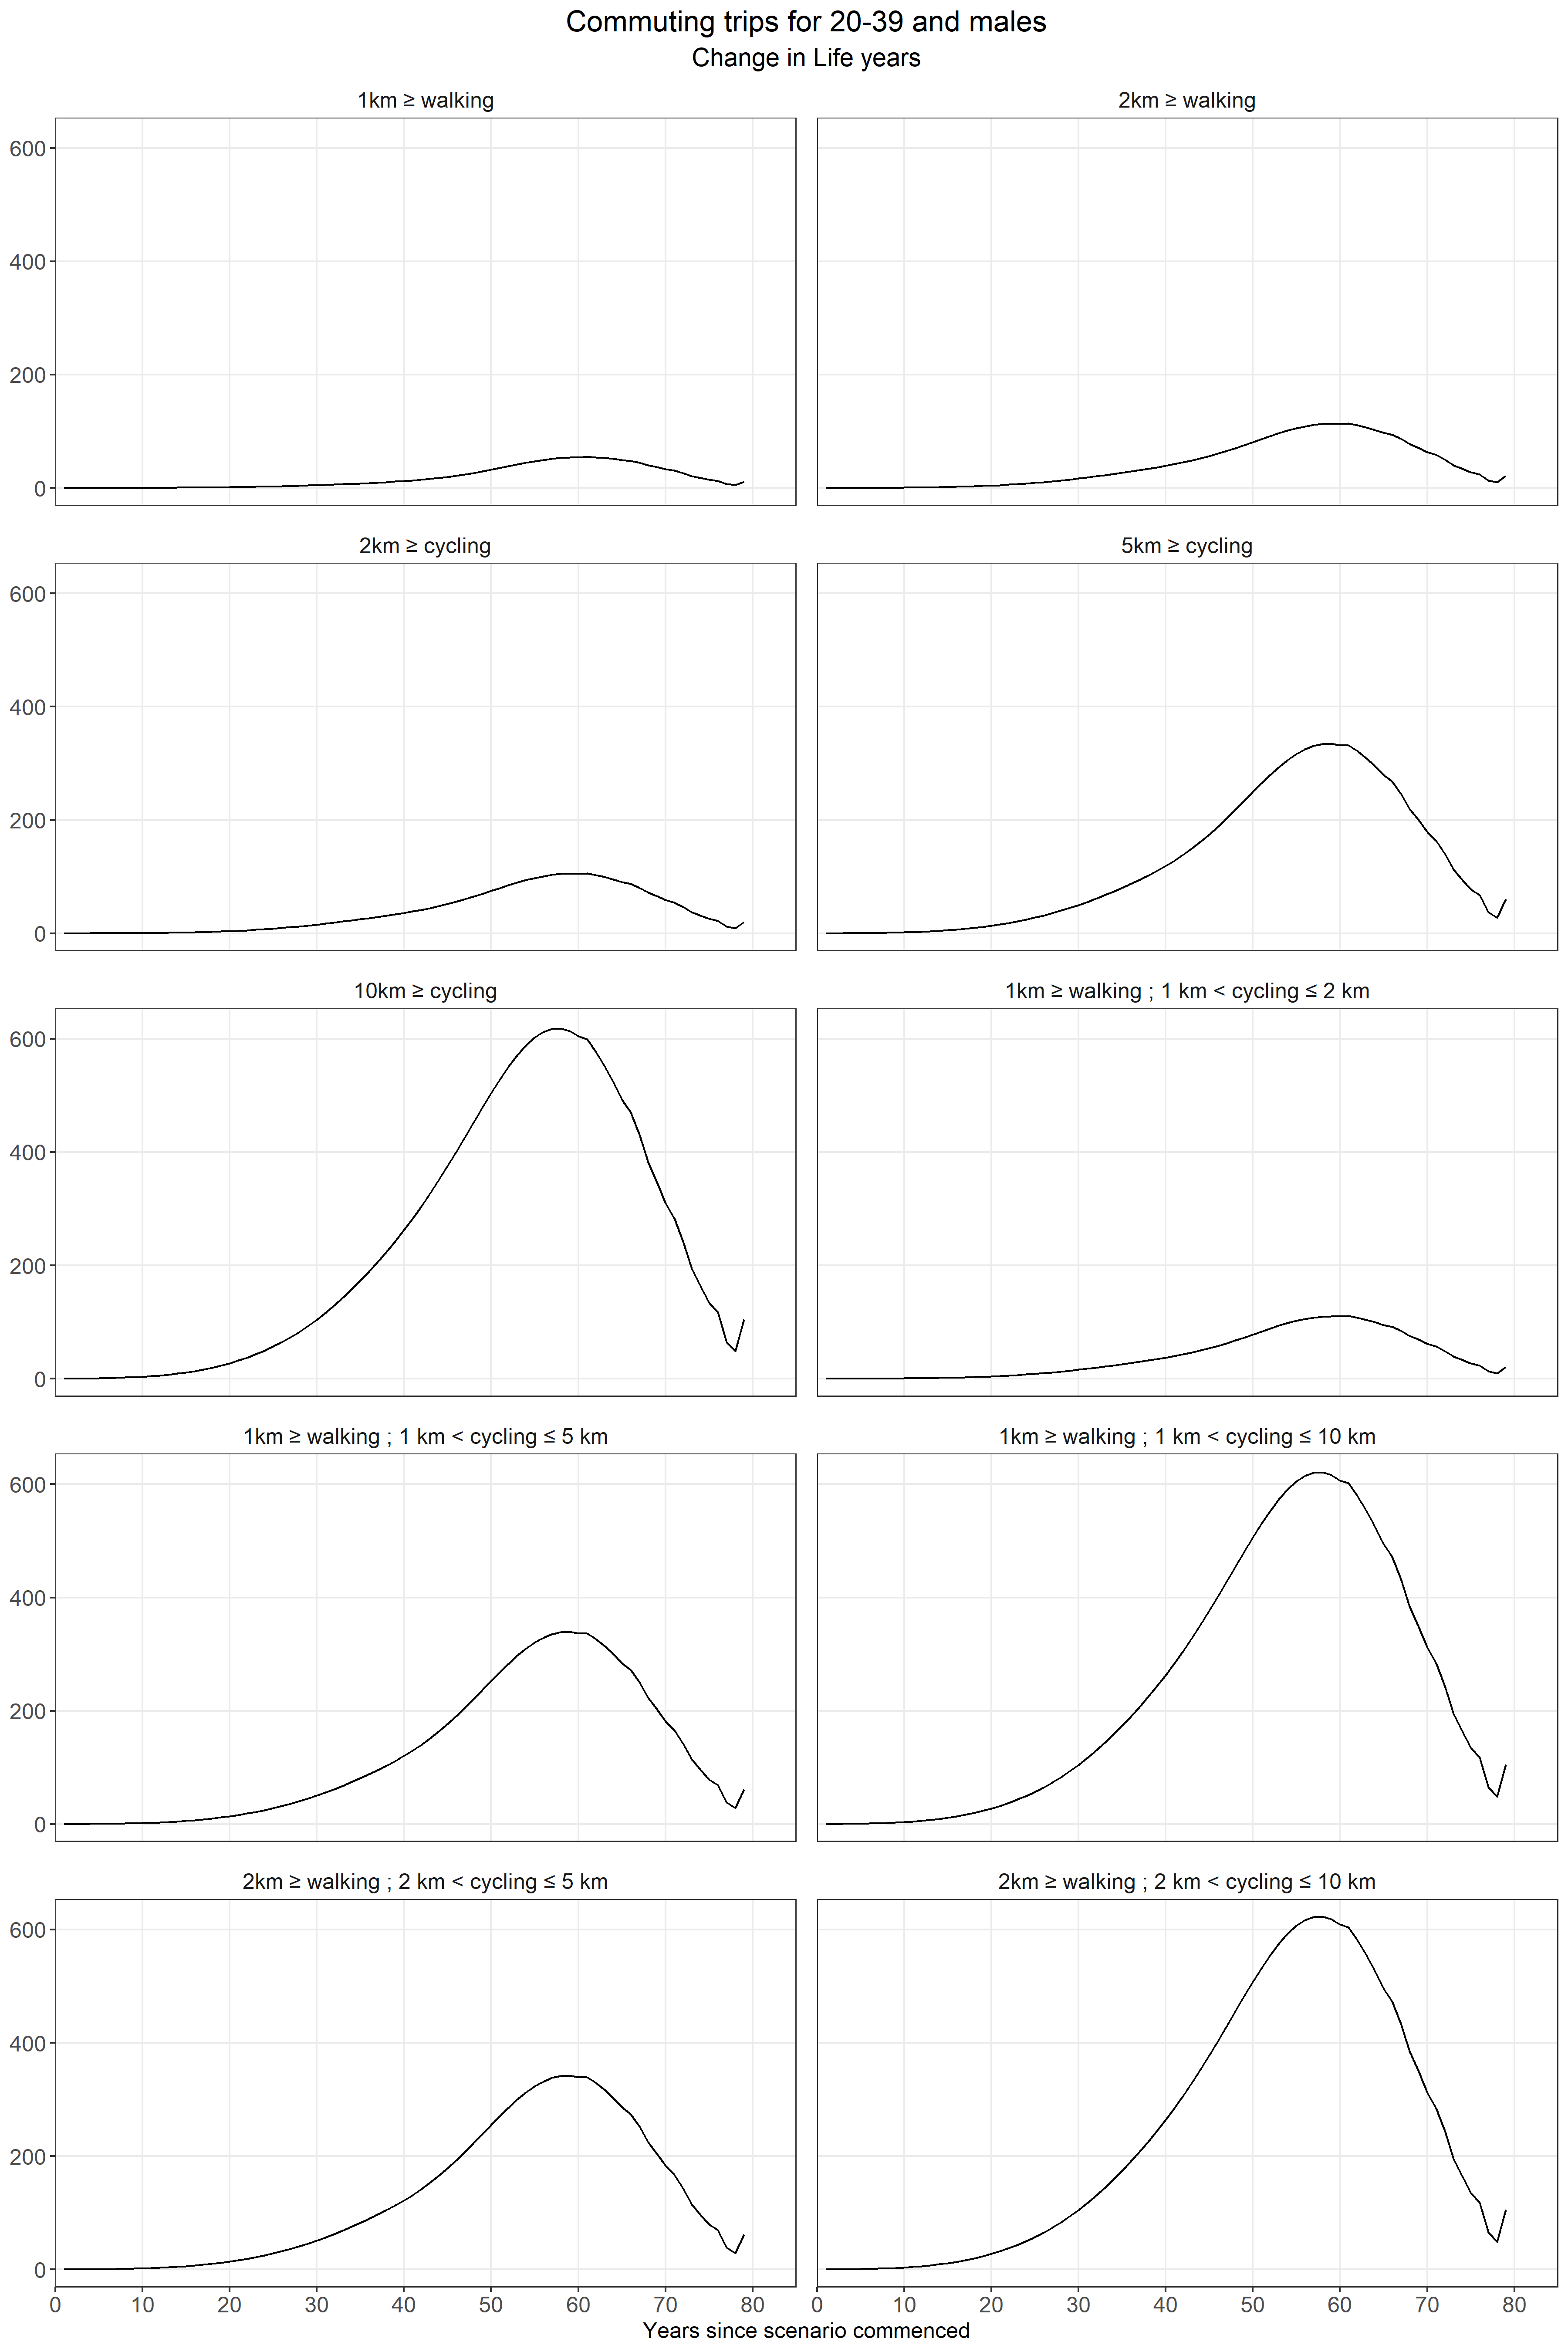 Commuting trips for 20-39 and males
Change in Life years
1km ≥ walking
2km ≥ walking
600
400
200
0
2km ≥ cycling
5km ≥ cycling
600
400
200
0
10km ≥ cycling
1km ≥ walking ; 1 km < cycling ≤ 2 km
600
400
200
0
1km ≥ walking ; 1 km < cycling ≤ 5 km
1km ≥ walking ; 1 km < cycling ≤ 10 km
600
400
200
0
2km ≥ walking ; 2 km < cycling ≤ 5 km
2km ≥ walking ; 2 km < cycling ≤ 10 km
600
400
200
0
0 10 20 30 40 50 60 70 80
0 10 20 30 40 50 60 70 80
Years since scenario commenced